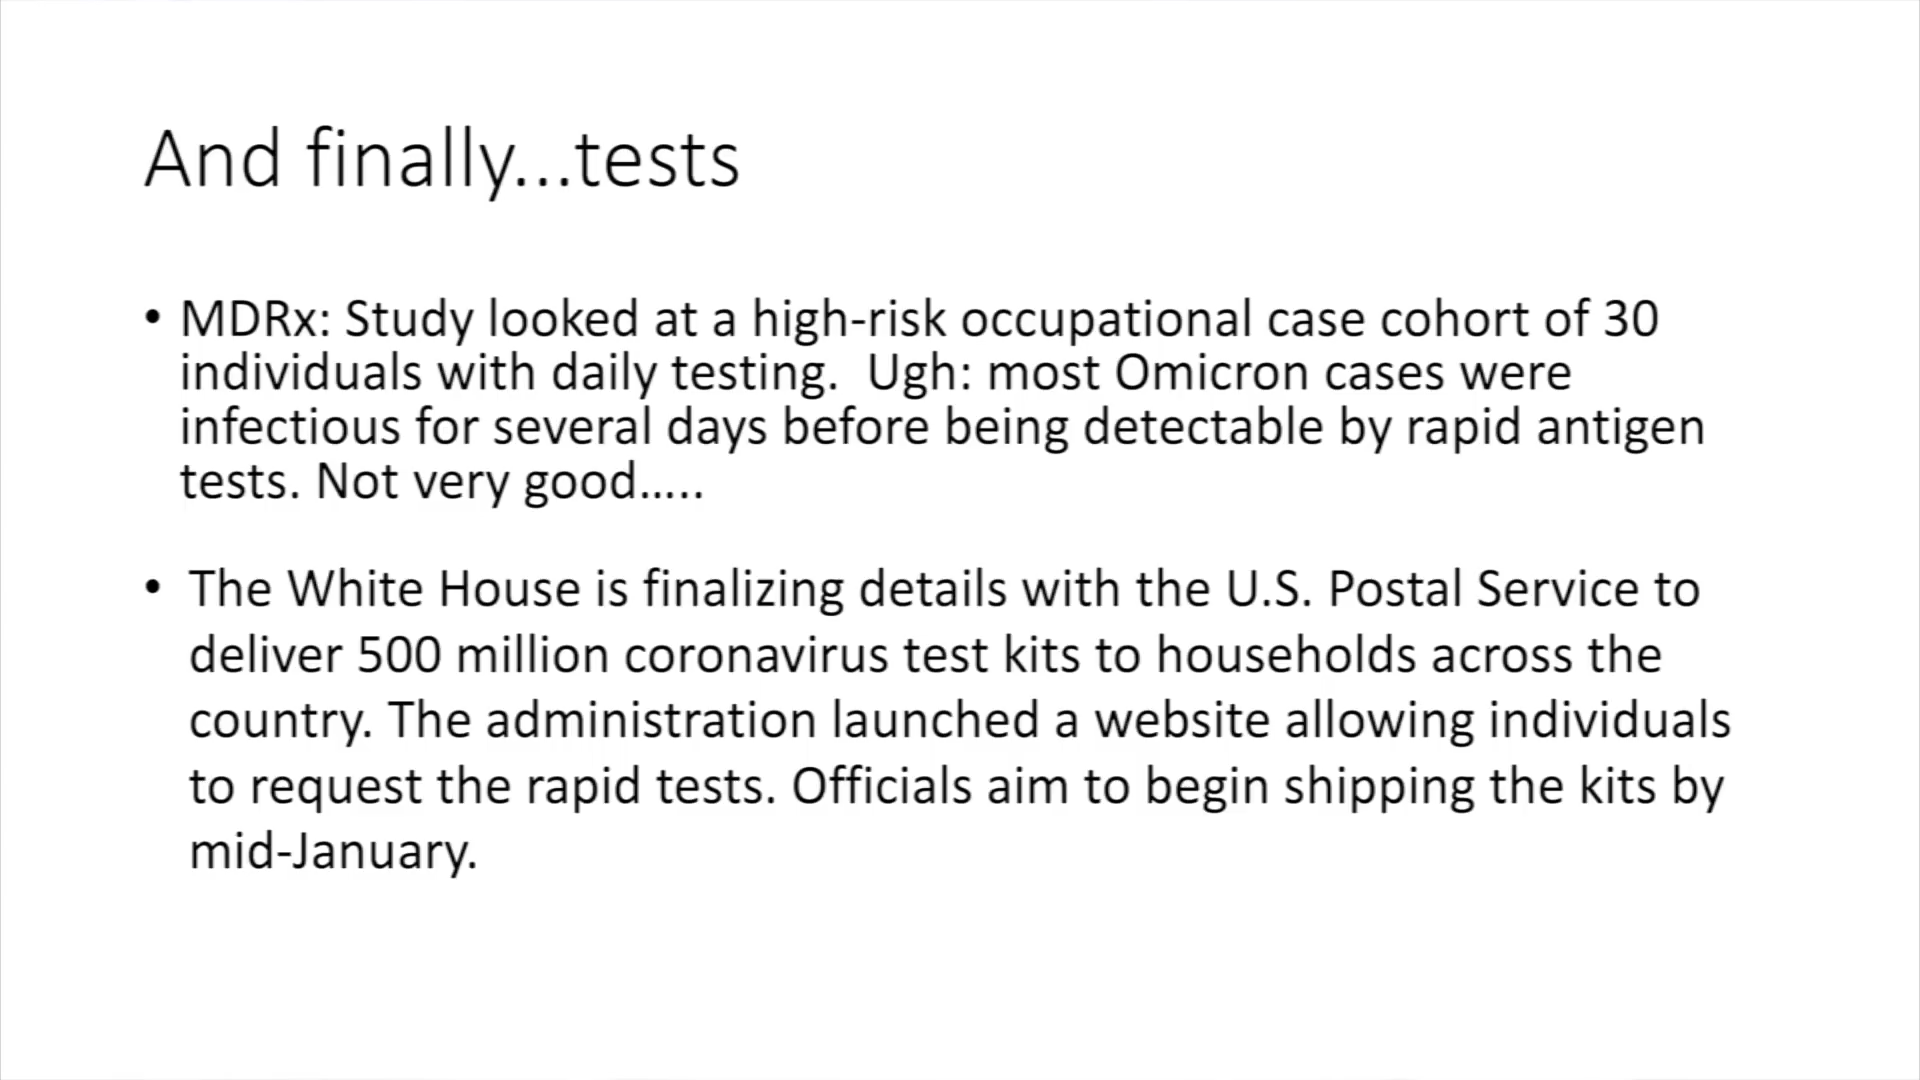 And finally...tests
• MDRx: Study looked at a high-risk occupational case cohort of 30
individuals with daily testing.  Ugh: most Omicron cases were
infectious for several days before being detectable by rapid antigen
tests. Not very good.....
• The White House is finalizing details with the U.S. Postal Service to
deliver 500 million coronavirus test kits to households across the
country. The administration launched a website allowing individuals
to request the rapid tests. Officials aim to begin shipping the kits by
mid-January.